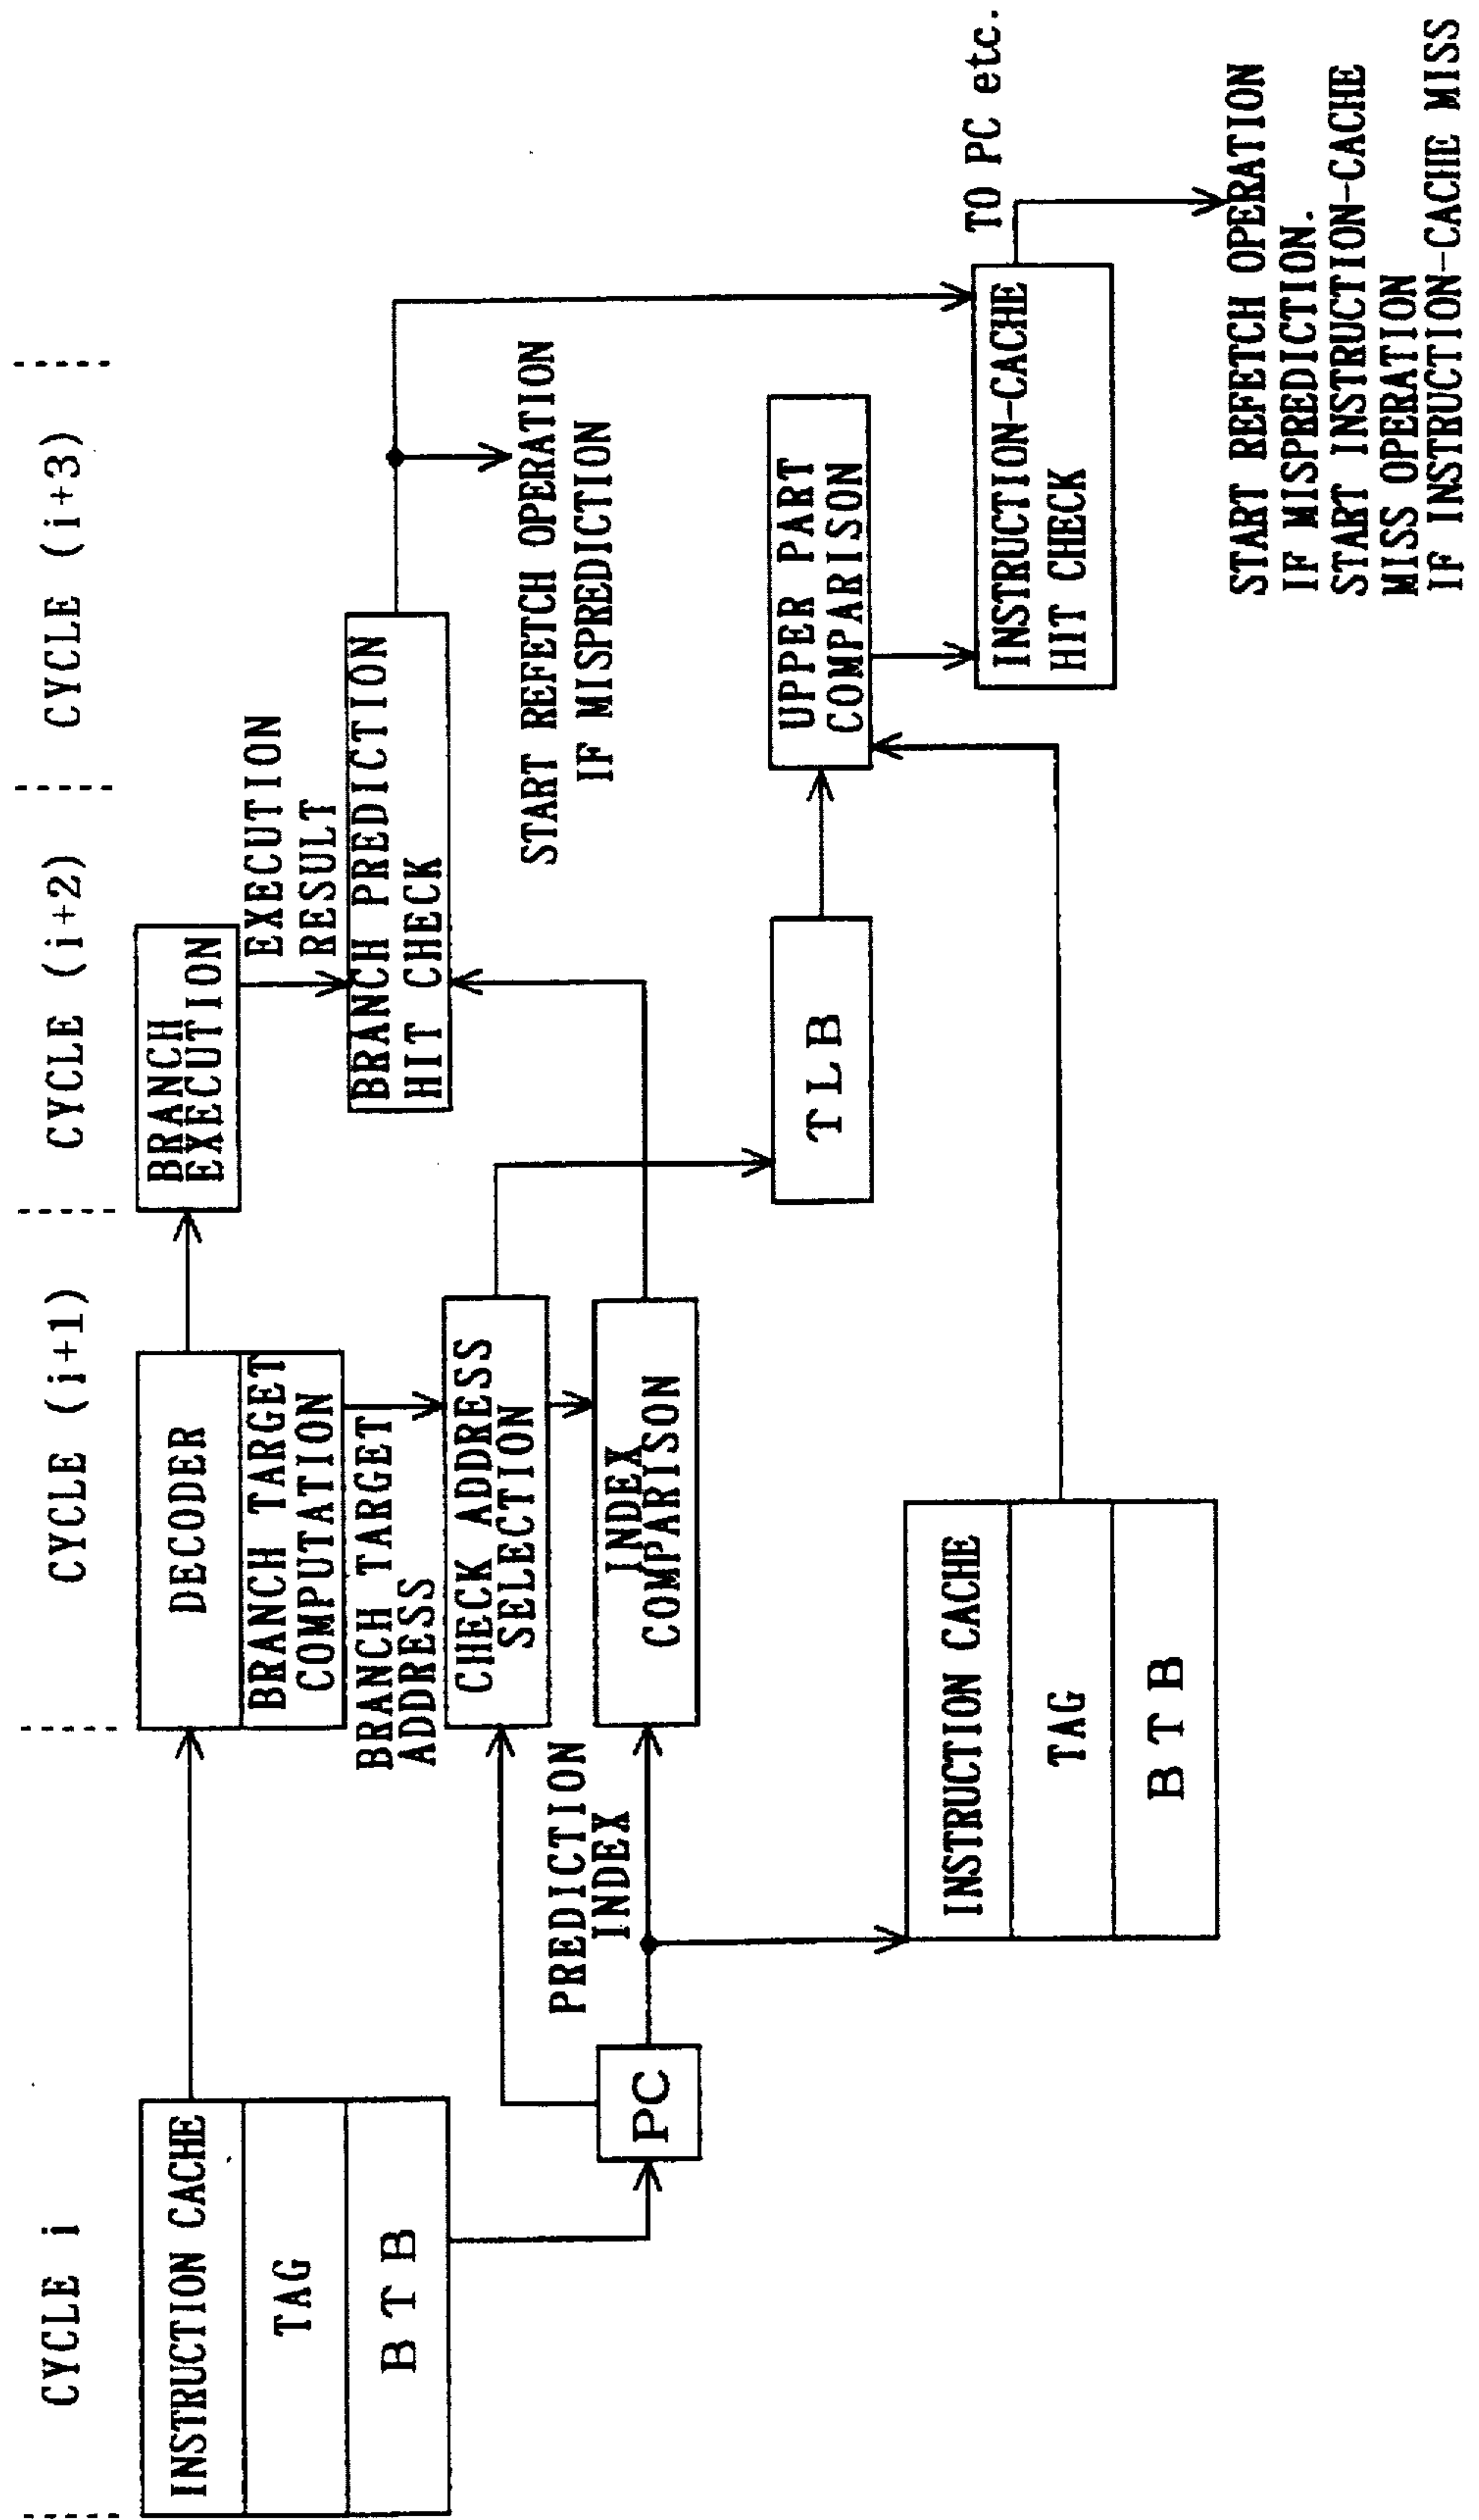 CYCLE i
CYCLE (i+1)
CYCLE (i+2)
CYCLE (i+3)
INSTRUCTION CACHE
TAG
B T B
DECODER
BRANCH TARGET
COMPUTATION
BRANCH
EXECUTION
EXECUTION
RESULT
BRANCH TARGET
ADDRESS
BRANCH PREDICTION
HIT CHECK
CHECK ADDRESS
SELECTION
START REFETCH OPERATION
IF MISPREDICTION
PREDICTION
INDEX
INDEX
COMPARISON
PC
TLB
UPPER PART
COMPARISON
INSTRUCTION CACHE
TAG
B T B
INSTRUCTION-CACHE
HIT CHECK
TO PC etc.
START REFETCH OPERATION
IF MISPREDICTION.
START INSTRUCTION-CACHE
MISS OPERATION
IF INSTRUCTION-CACHE MISS